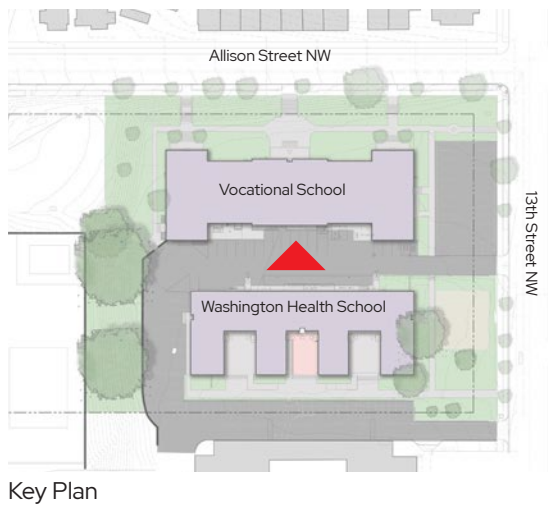 Allison Street NW
Vocational School
13th Street NW
Washington Health School
Key Plan